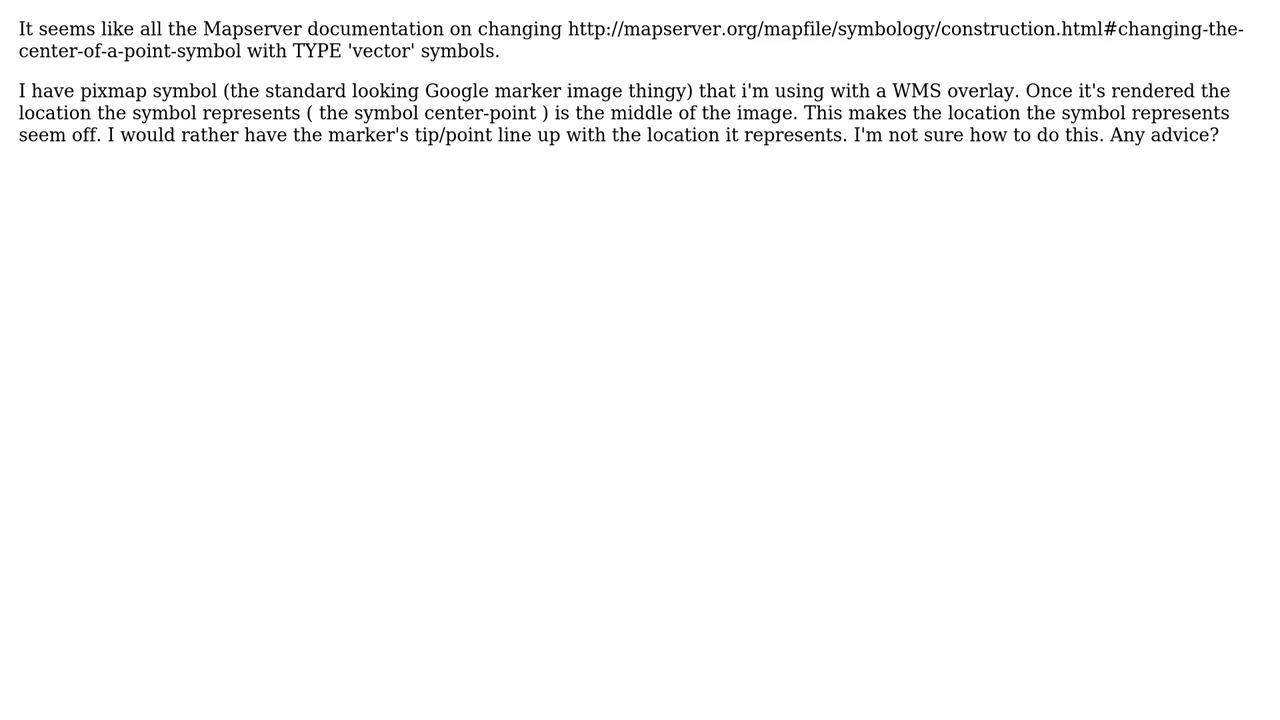 It seems like all the Mapserver documentation on changing http://mapserver.org/mapfile/symbology/construction.html#changing-the-
center-of-a-point-symbol with TYPE 'vector' symbols.
I have pixmap symbol (the standard looking Google marker image thingy) that i'm using with a WMS overlay. Once it's rendered the
location the symbol represents ( the symbol center-point ) is the middle of the image. This makes the location the symbol represents
seem off. I would rather have the marker's tip/point line up with the location it represents. I'm not sure how to do this. Any advice?